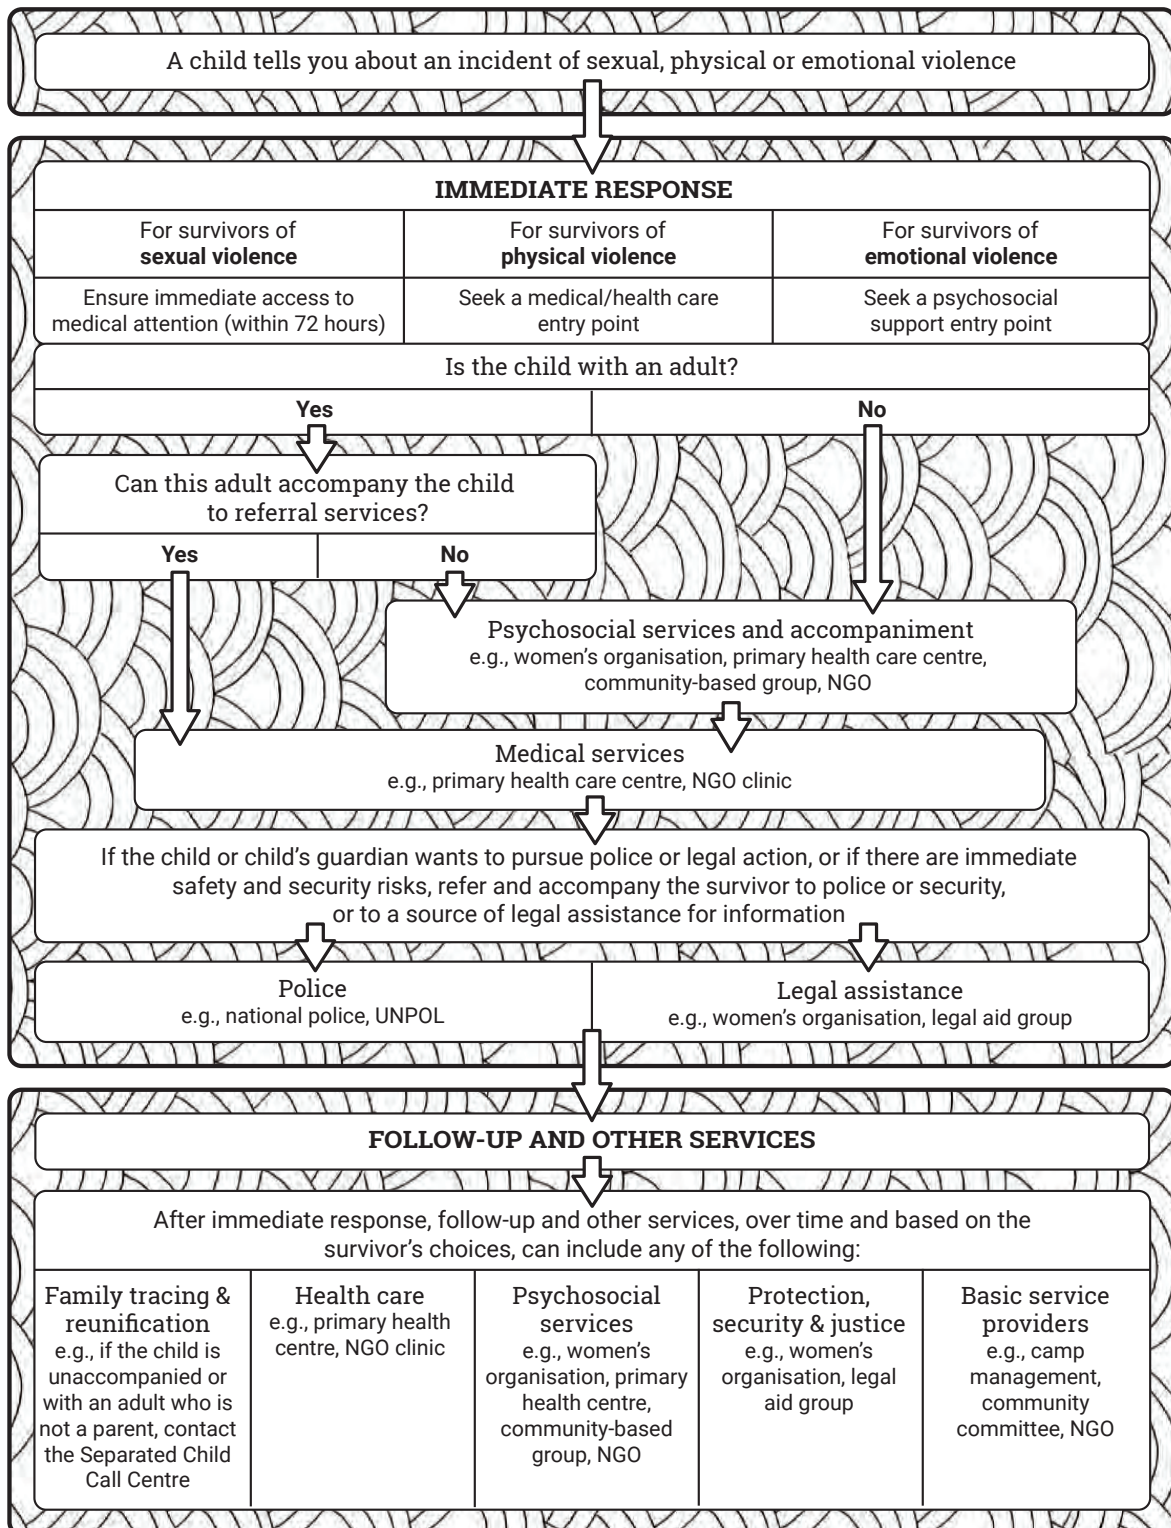 A child tells you about an incident of sexual, physical or emotional violence
IMMEDIATE RESPONSE
For survivors of
sexual violence
For survivors of
physical violence
For survivors of
emotional violence
Ensure immediate access to
medical attention (within 72 hours)
Seek a medical/health care
entry point
Seek a psychosocial
support entry point
Is the child with an adult?
Yes
No
Can this adult accompany the child
to referral services?
Yes
No
Psychosocial services and accompaniment
e.g., women's organisation, primary health care centre,
community-based group, NGO
Medical services
e.g., primary health care centre, NGO clinic
If the child or child's guardian wants to pursue police or legal action, or if there are immediate
safety and security risks, refer and accompany the survivor to police or security,
or to a source of legal assistance for information
Police
e.g., national police, UNPOL
Legal assistance
e.g., women's organisation, legal aid group
FOLLOW-UP AND OTHER SERVICES
After immediate response, follow-up and other services, over time and based on the
survivor's choices, can include any of the following:
Family tracing &
reunification
e.g., if the child is
unaccompanied or
with an adult who is
not a parent, contact
the Separated Child
Call Centre
Health care
e.g., primary health
centre, NGO clinic
Psychosocial
services
e.g., women's
organisation, primary
health centre,
community-based
group, NGO
Protection,
security & justice
e.g., women's
organisation, legal
aid group
Basic service
providers
e.g., camp
management,
community
committee, NGO